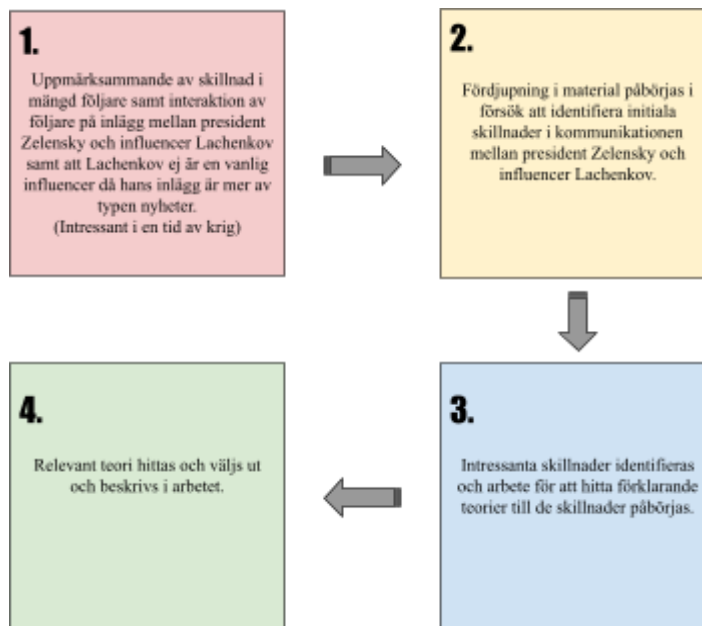 1.
Uppmärksammande av skillnad i
mängd följare samt interaktion av
följare på inlägg mellan president
Zelensky och influencer Lachenkov
samt att Lachenkov ej är en vanlig
influencer då hans inlägg är mer av
typen nyheter.
(Intressant i en tid av krig)
2.
Fördjupning i material påbörjas i
försök att identifiera initiala
skillnader i kommunikationen
mellan president Zelensky och
influencer Lachenkov.
3.
Intressanta skillnader identifieras
och arbete för att hitta förklarande
teorier till de skillnader påbörjas.
4.
Relevant teori hittas och väljs ut
och beskrivs i arbetet.